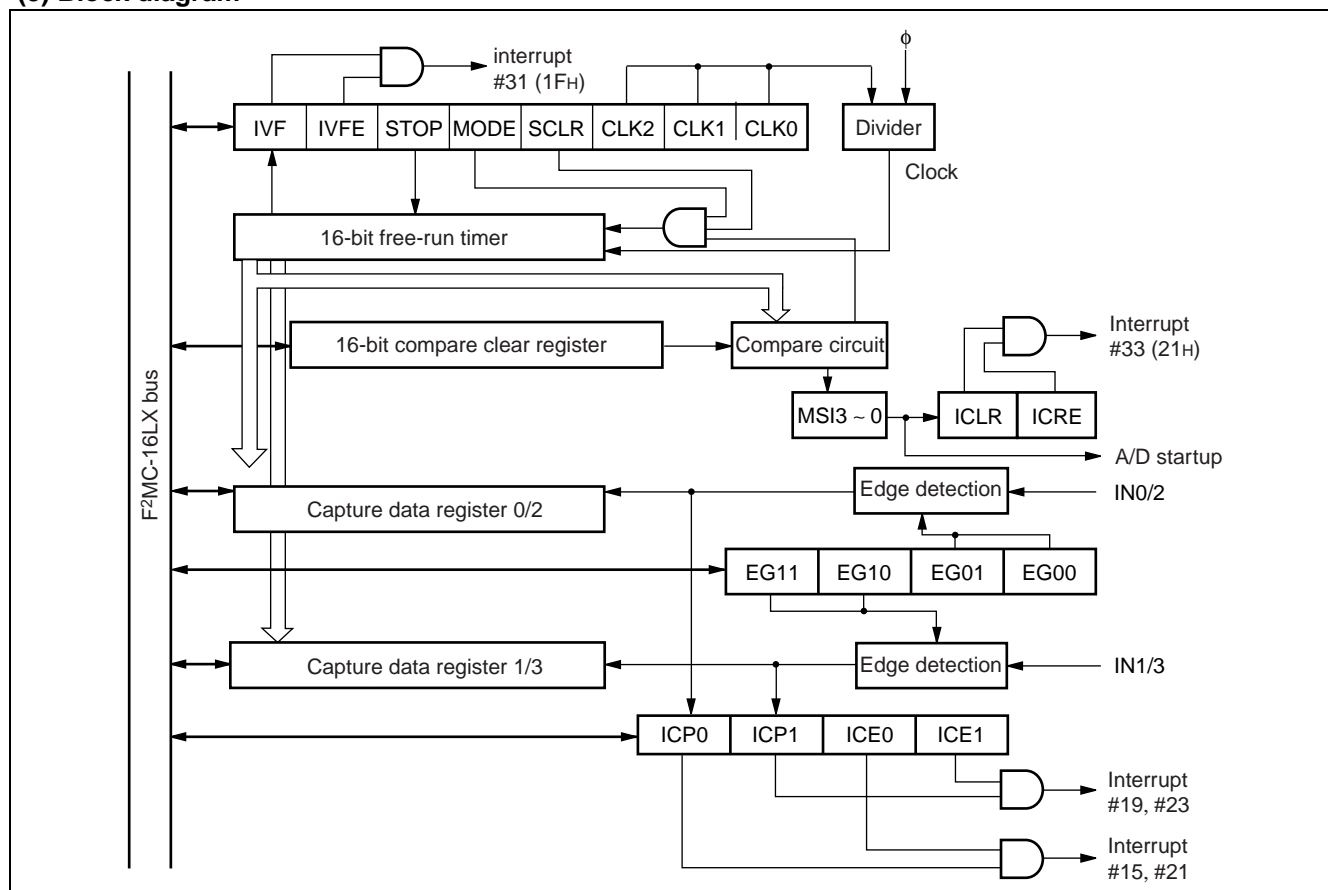 φ
interrupt
#31 (1FH)
IVF IVFE STOP MODE SCLR CLK2 CLK1 CLK0
Divider
Clock
16-bit free-run timer
16-bit compare clear register
Compare circuit
Interrupt
#33 (21H)
MSI3 ~ 0
ICLR ICRE
A/D startup
F²MC-16LX bus
Capture data register 0/2
Edge detection
IN0/2
EG11 EG10 EG01 EG00
Capture data register 1/3
Edge detection
IN1/3
ICP0 ICP1 ICE0 ICE1
Interrupt
#19, #23
Interrupt
#15, #21